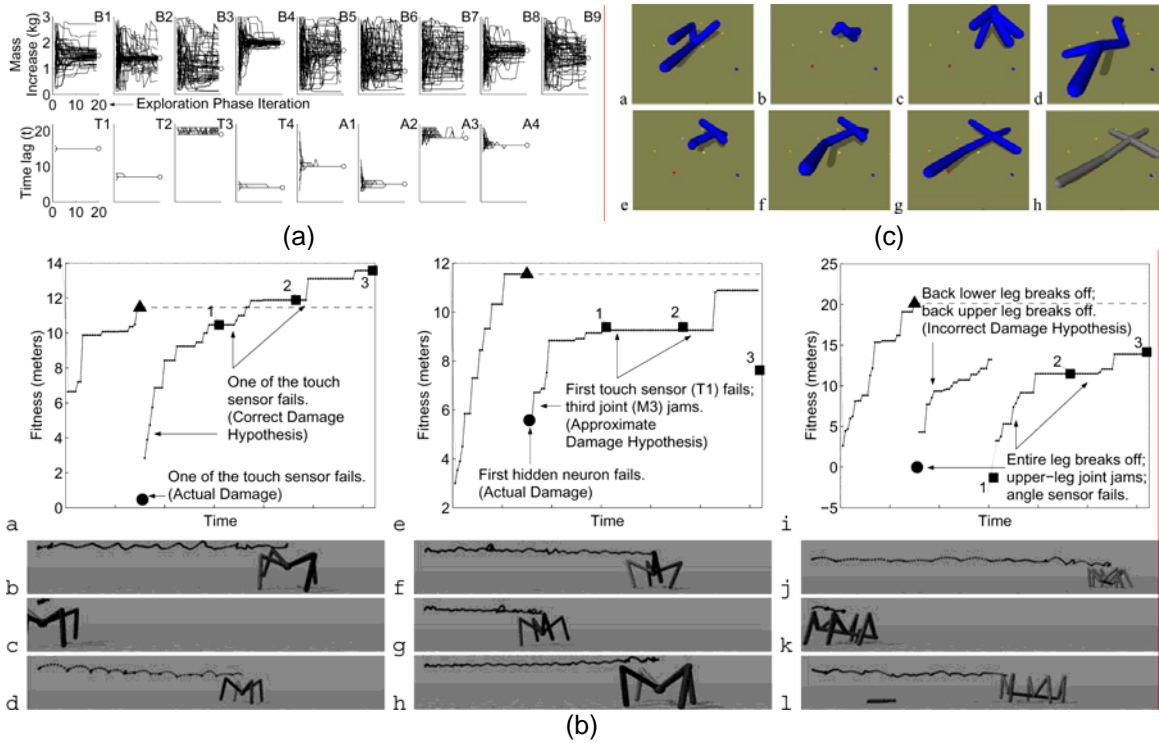 Mass Increase (kg)
3
2
1
0
B1 B2 B3 B4 B5 B6 B7 B8 B9
0 10 20 Exploration Phase Iteration
Time lag (t)
20
15
10
5
0
T1 T2 T3 T4 A1 A2 A3 A4
0 10 20 0 10 20
(a)
a b c d
e f g h
(c)
14
12
10
8
6
4
2
0
Fitness (meters)
1
2
3
One of the touch
sensor fails.
(Correct Damage
Hypothesis)
One of the touch sensor fails.
(Actual Damage)
Time
a
b
c
d
12
10
8
6
4
2
Fitness (meters)
1
2
3
First touch sensor (T1) fails;
third joint (M3) jams.
(Approximate
Damage Hypothesis)
First hidden neuron fails.
(Actual Damage)
Time
e
f
g
h
25
20
15
10
5
0
−5
Fitness (meters)
Back lower leg breaks off;
back upper leg breaks off.
(Incorrect Damage Hypothesis)
2
3
1
Entire leg breaks off;
upper−leg joint jams;
angle sensor fails.
Time
i
j
k
l
(b)